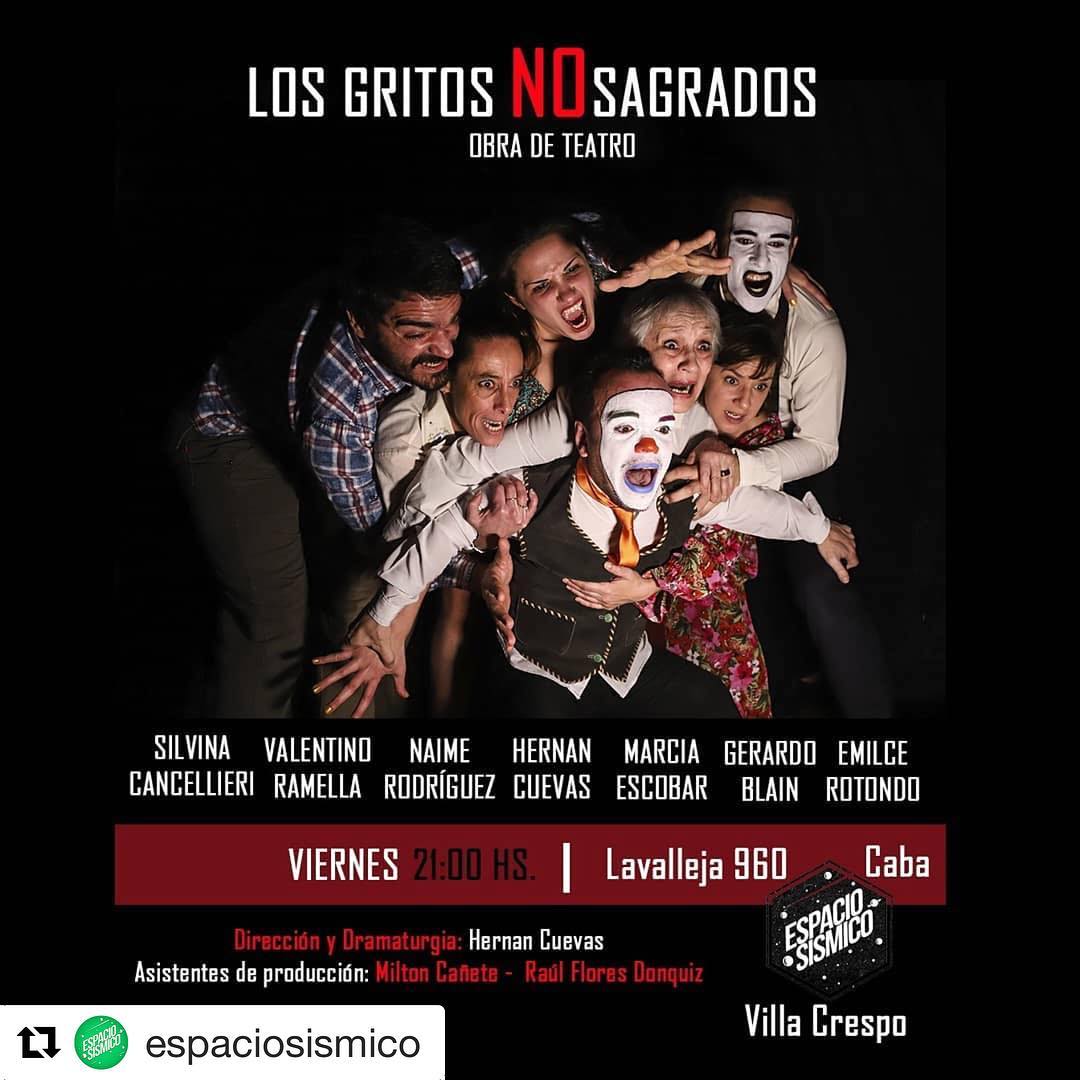 LOS GRITOS NO SAGRADOS
OBRA DE TEATRO
SILVINA CANCELLIERI
VALENTINO RAMELLA
NAIME RODRÍGUEZ
HERNAN CUEVAS
MARCIA ESCOBAR
GERARDO BLAIN
EMILCE ROTONDO
VIERNES 21:00 HS. | Lavalleja 960 Caba
ESPACIO SISMICO
Villa Crespo
Dirección y Dramaturgia: Hernan Cuevas
Asistentes de producción: Milton Cañete - Raúl Flores Donquiz
ESPACIO SISMICO
espaciosismico